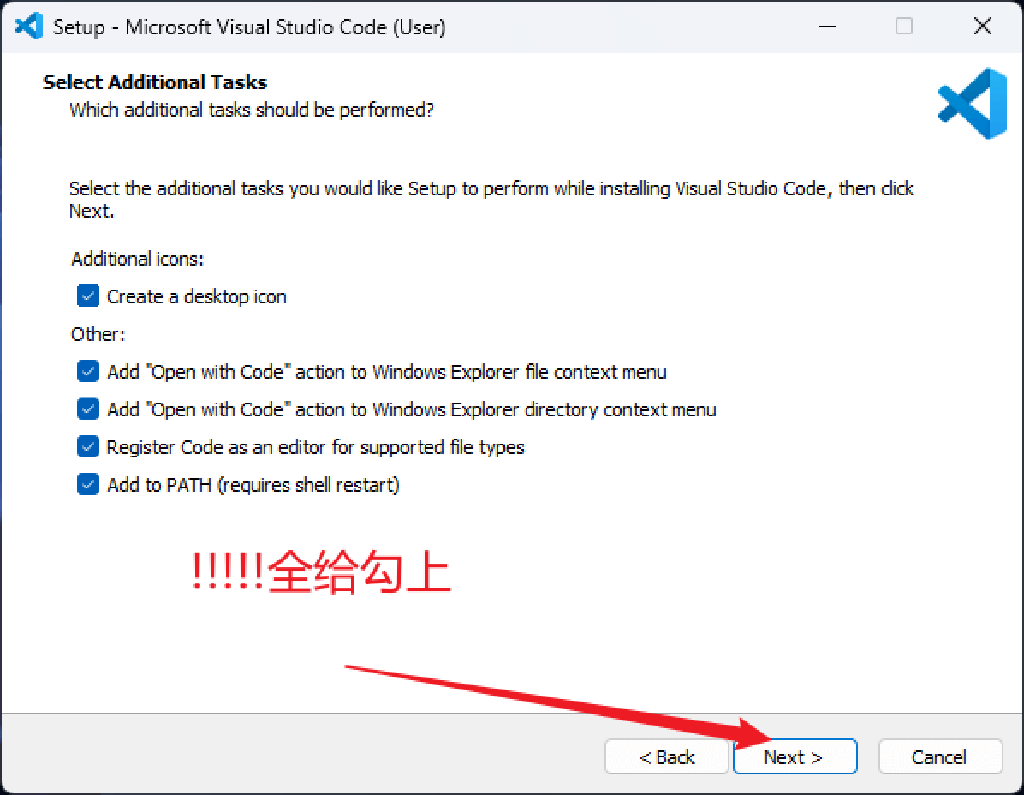 Setup - Microsoft Visual Studio Code (User)
Select Additional Tasks
Which additional tasks should be performed?
Select the additional tasks you would like Setup to perform while installing Visual Studio Code, then click
Next.
Additional icons:
Create a desktop icon
Other:
Add "Open with Code" action to Windows Explorer file context menu
Add "Open with Code" action to Windows Explorer directory context menu
Register Code as an editor for supported file types
Add to PATH (requires shell restart)
!!!!!全给勾上
< Back
Next >
Cancel